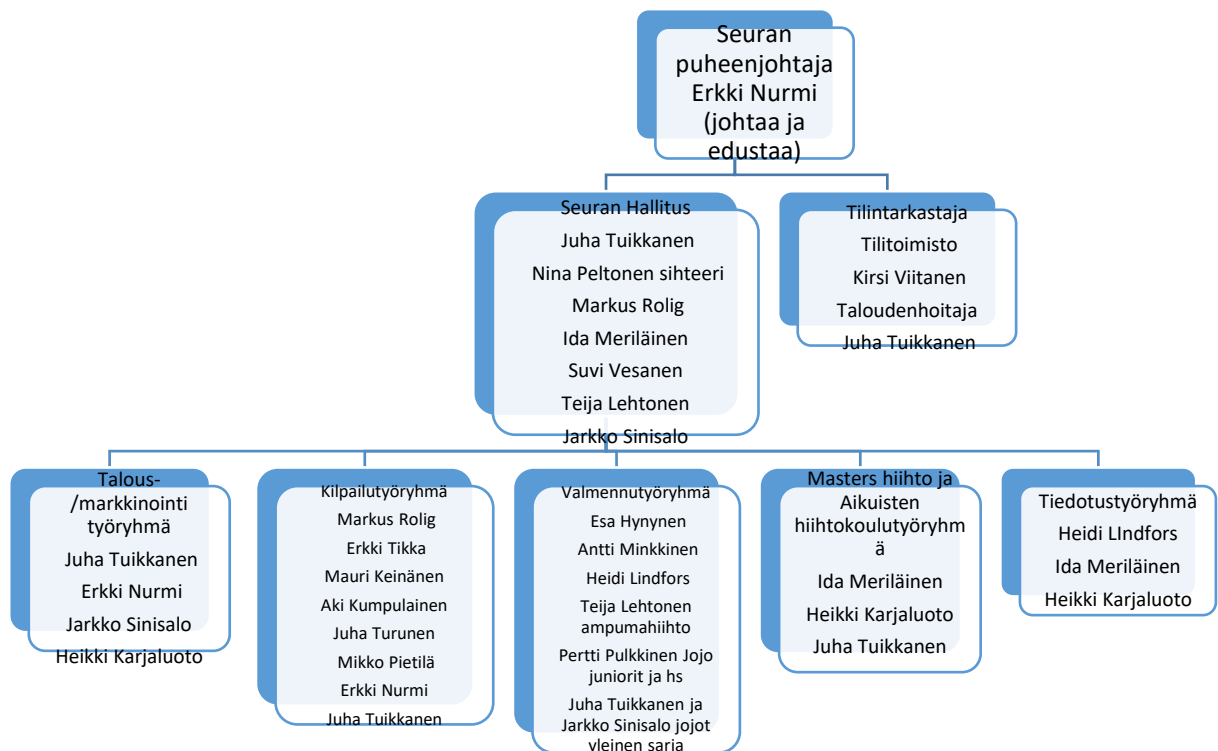 Seuran
puheenjohtaja
Erkki Nurmi
(johtaa ja
edustaa)
Seuran Hallitus
Juha Tuikkanen
Nina Peltonen sihteeri
Markus Rolig
Ida Meriläinen
Suvi Vesanen
Teija Lehtonen
Jarkko Sinisalo
Tilintarkastaja
Tilitoimisto
Kirsi Viitanen
Taloudenhoitaja
Juha Tuikkanen
Talous-
/markkinointi
työryhmä
Juha Tuikkanen
Erkki Nurmi
Jarkko Sinisalo
Heikki Karjaluoto
Kilpailutyöryhmä
Markus Rolig
Erkki Tikka
Mauri Keinänen
Aki Kumpulainen
Juha Turunen
Mikko Pietilä
Erkki Nurmi
Juha Tuikkanen
Valmennutyöryhmä
Esa Hynynen
Antti Minkkinen
Heidi Lindfors
Teija Lehtonen
ampumahiihto
Pertti Pulkkinen Jojo
juniorit ja hs
Juha Tuikkanen ja
Jarkko Sinisalo jojot
yleinen sarja
Masters hiihto ja
Aikuisten
hiihtokoulutyöryhm
ä
Ida Meriläinen
Heikki Karjaluoto
Juha Tuikkanen
Tiedotustyöryhmä
Heidi LIndfors
Ida Meriläinen
Heikki Karjaluoto